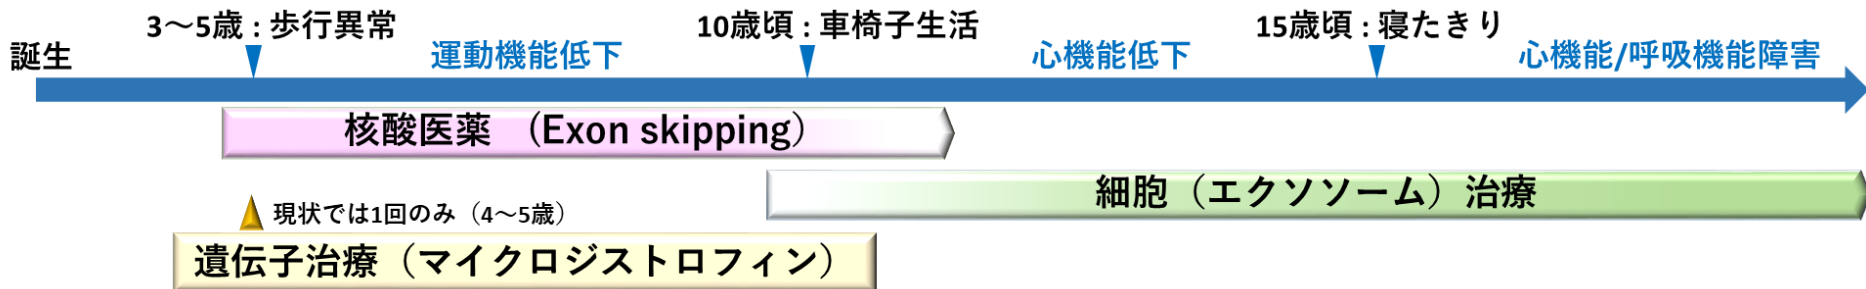 3～5歳 : 歩行異常
10歳頃 : 車椅子生活
15歳頃 : 寝たきり
誕生
運動機能低下
心機能低下
心機能/呼吸機能障害
核酸医薬 （Exon skipping）
細胞（エクソソーム）治療
現状では1回のみ（4～5歳）
遺伝子治療（マイクロジストロフィン）